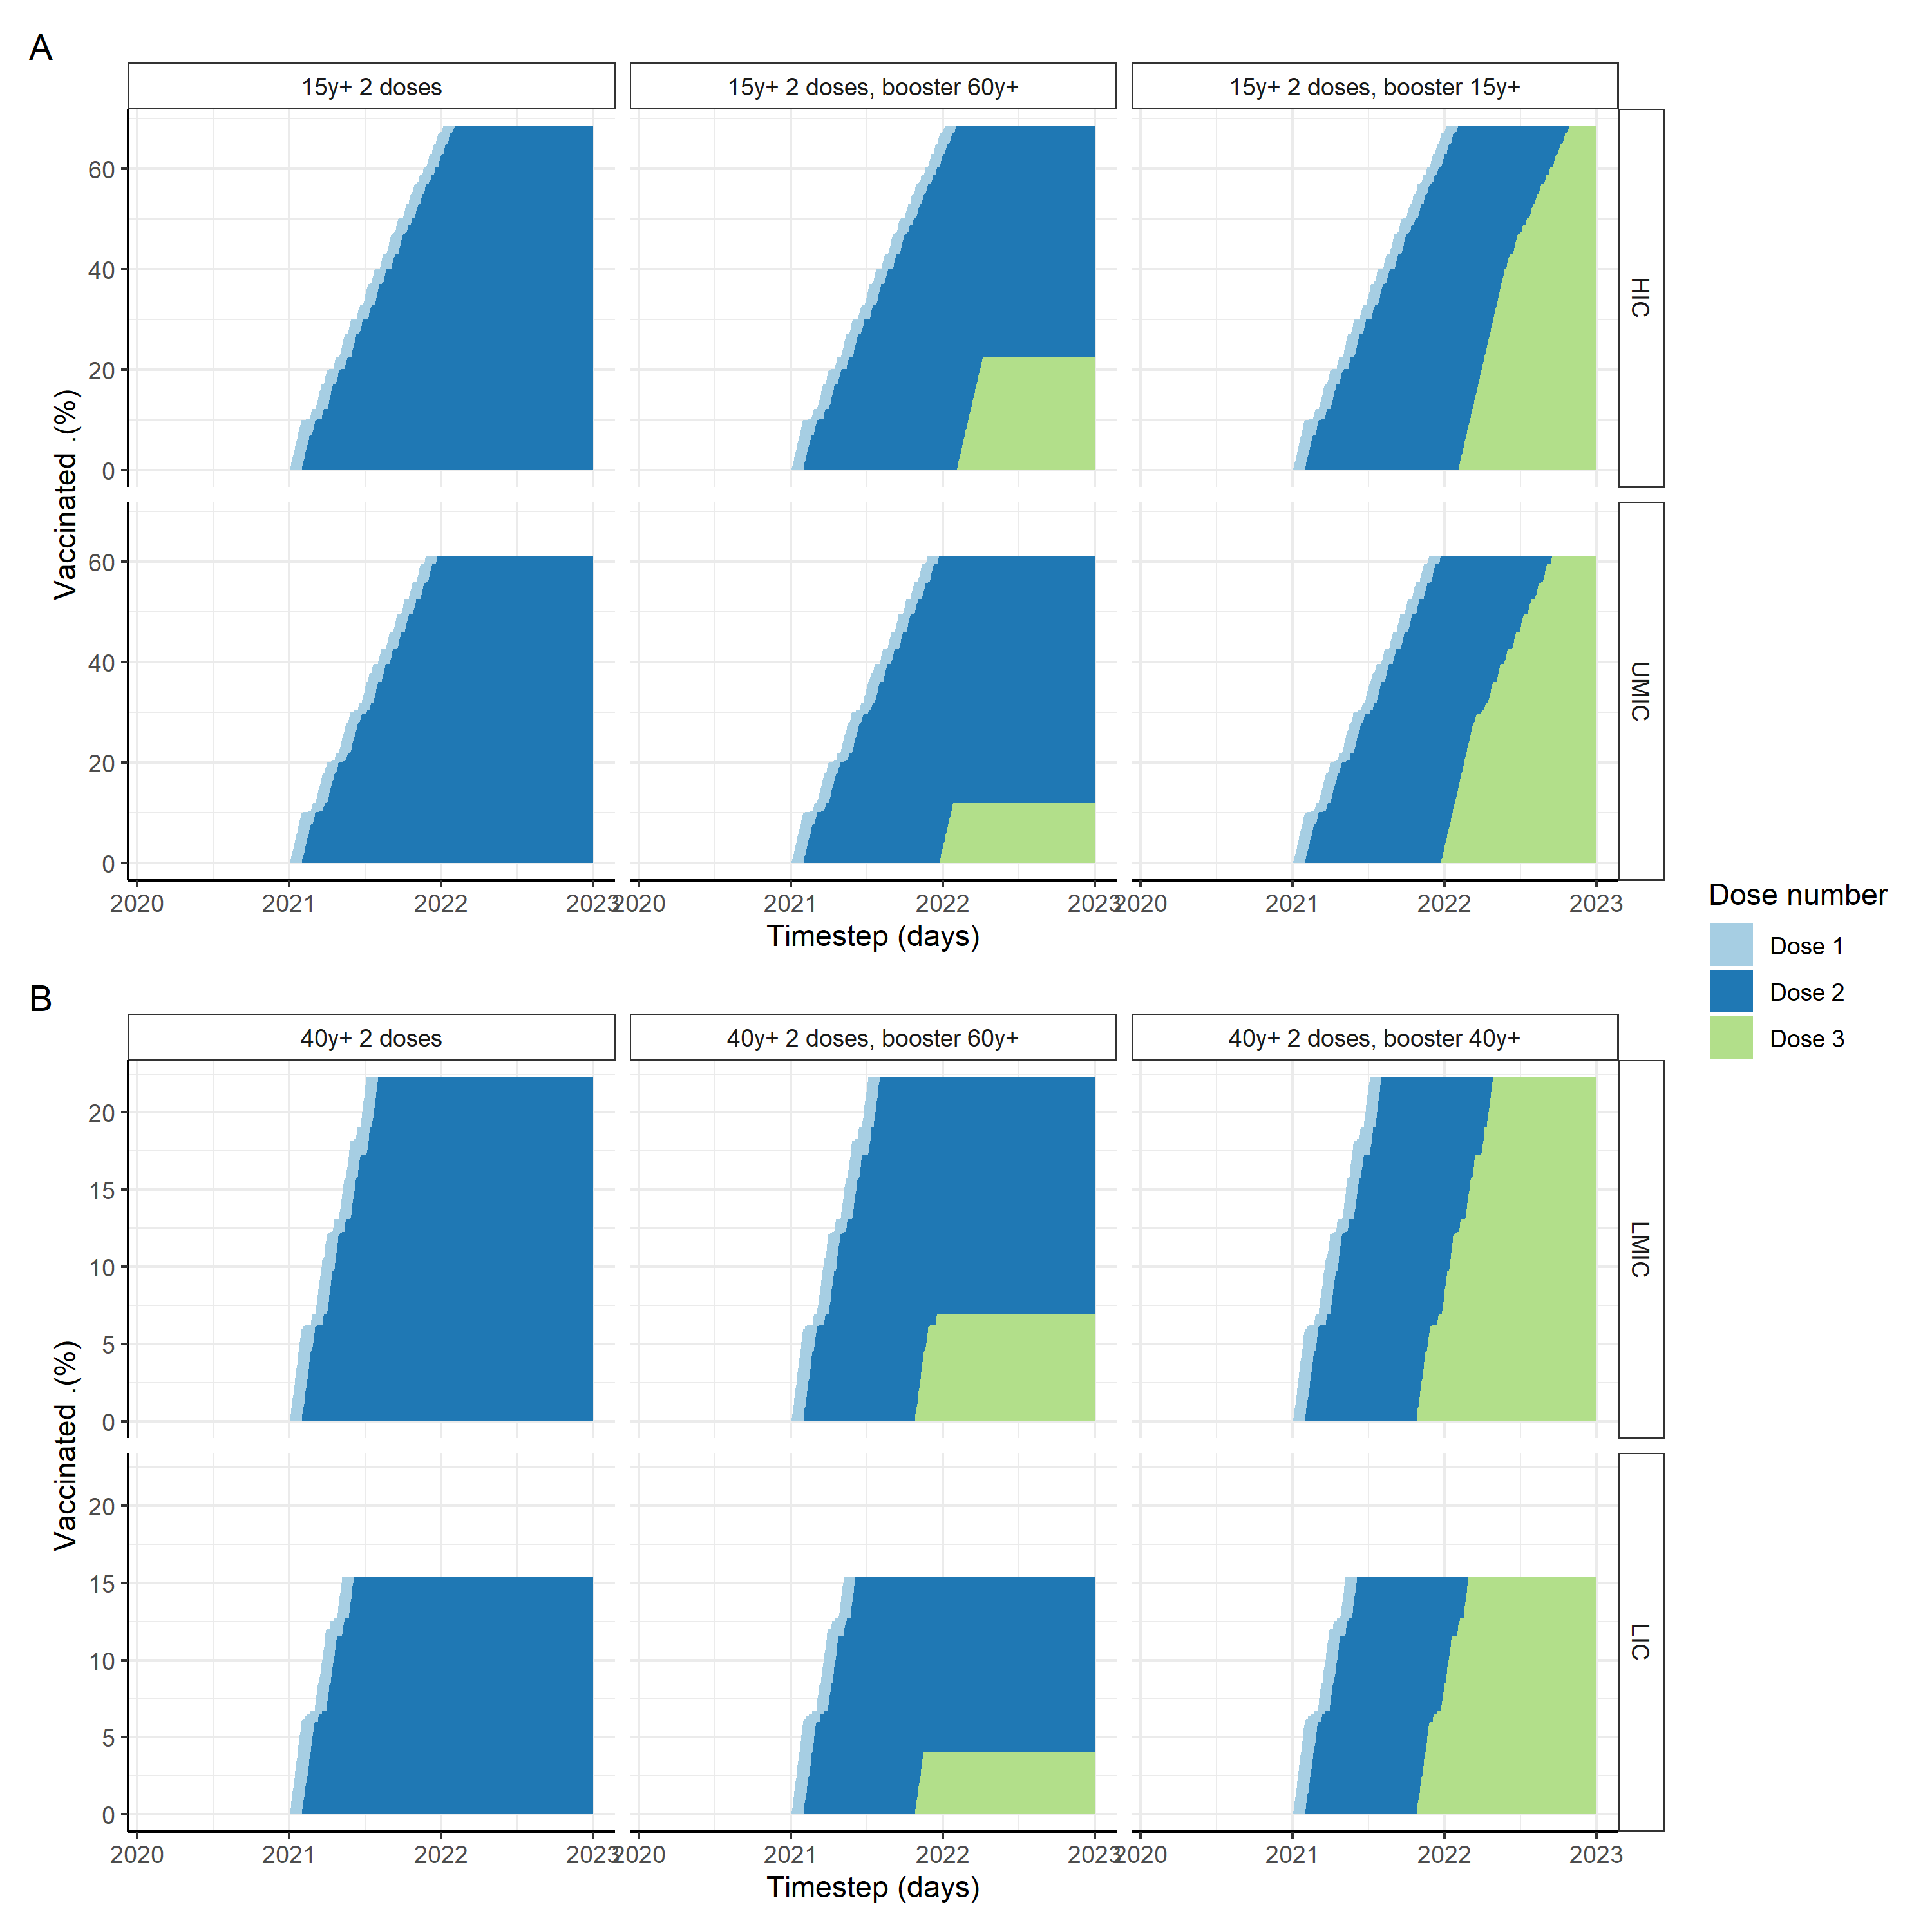 A
15y+ 2 doses
15y+ 2 doses, booster 60y+
15y+ 2 doses, booster 15y+
60
40
20
0
HIC
60
40
20
0
UMIC
Vaccinated .(%)
2020 2021 2022 2023 2020 2021 2022 2023 2020 2021 2022 2023
Timestep (days)
Dose number
Dose 1
Dose 2
Dose 3
B
40y+ 2 doses
40y+ 2 doses, booster 60y+
40y+ 2 doses, booster 40y+
20
15
10
5
0
LMIC
20
15
10
5
0
LIC
Vaccinated .(%)
2020 2021 2022 2023 2020 2021 2022 2023 2020 2021 2022 2023
Timestep (days)